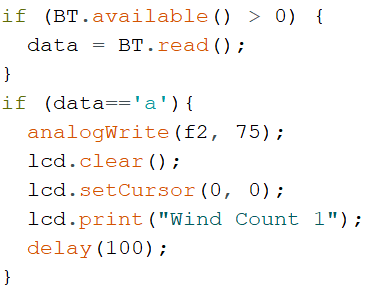 if (BT.available() > 0) {
  data = BT.read();
}
if (data=='a'){
  analogWrite(f2, 75);
  lcd.clear();
  lcd.setCursor(0, 0);
  lcd.print("Wind Count 1");
  delay(100);
}